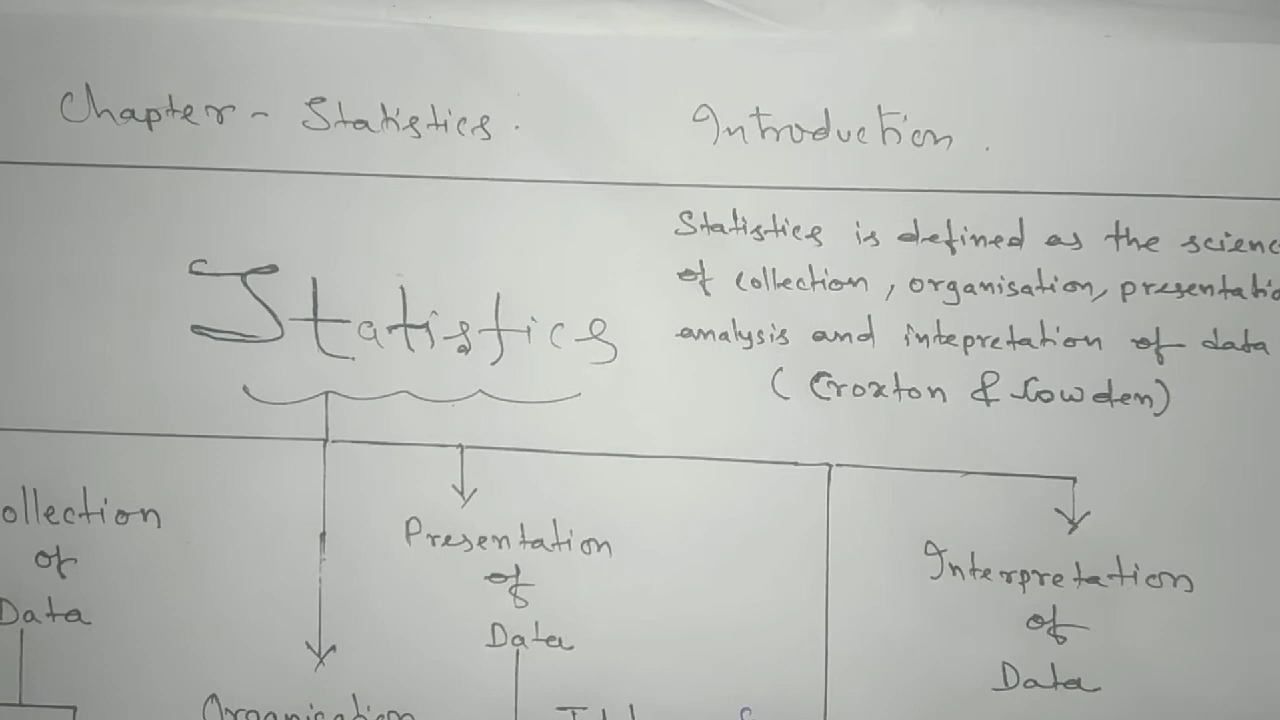 Chapter - Statistics. Introduction.
Statistics is defined as the scienc
of collection, organisation, presentatio
analysis and intepretation of data
(Croxton & Cowden)
Statistics
ollection
of
Data
Presentation
of
Data
Interpretation
of
Data
Organisation